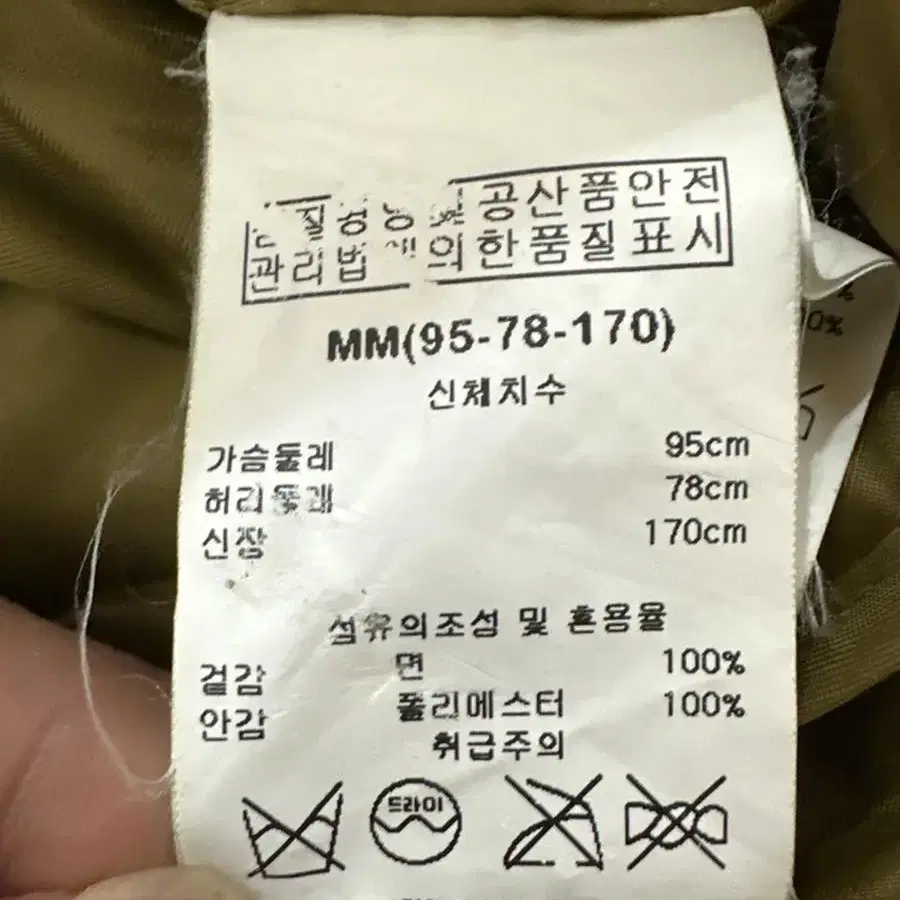 공산품안전
관리법에의한품질표시
MM(95-78-170)
신체치수
가슴둘레 95cm
허리둘레 78cm
신장 170cm
섬유의조성 및 혼용율
겉감 면 100%
안감 폴리에스터 100%
취급주의
드라이
%
00%